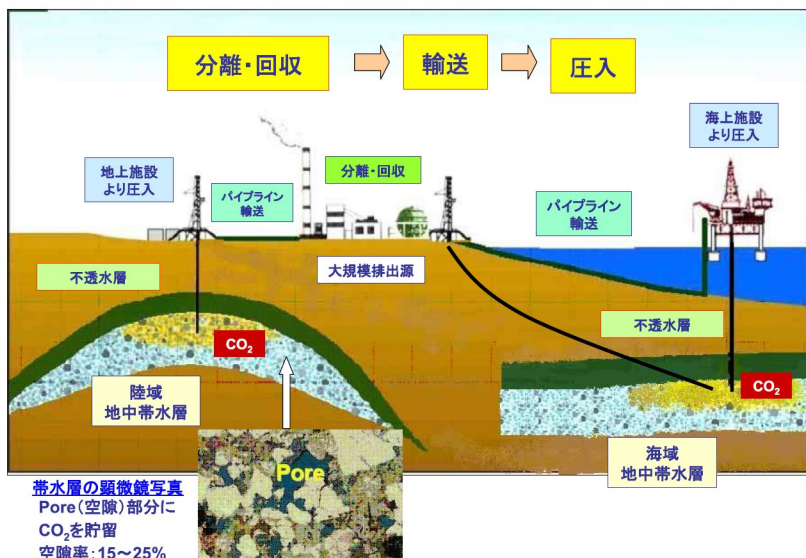 分離・回収
輸送
圧入
海上施設
より圧入
地上施設
より圧入
分離・回収
パイプライン
輸送
パイプライン
輸送
不透水層
大規模排出源
不透水層
CO₂
CO₂
陸域
地中帯水層
海域
地中帯水層
Pore
帯水層の顕微鏡写真
Pore(空隙)部分に
CO₂を貯留
空隙率:15～25%